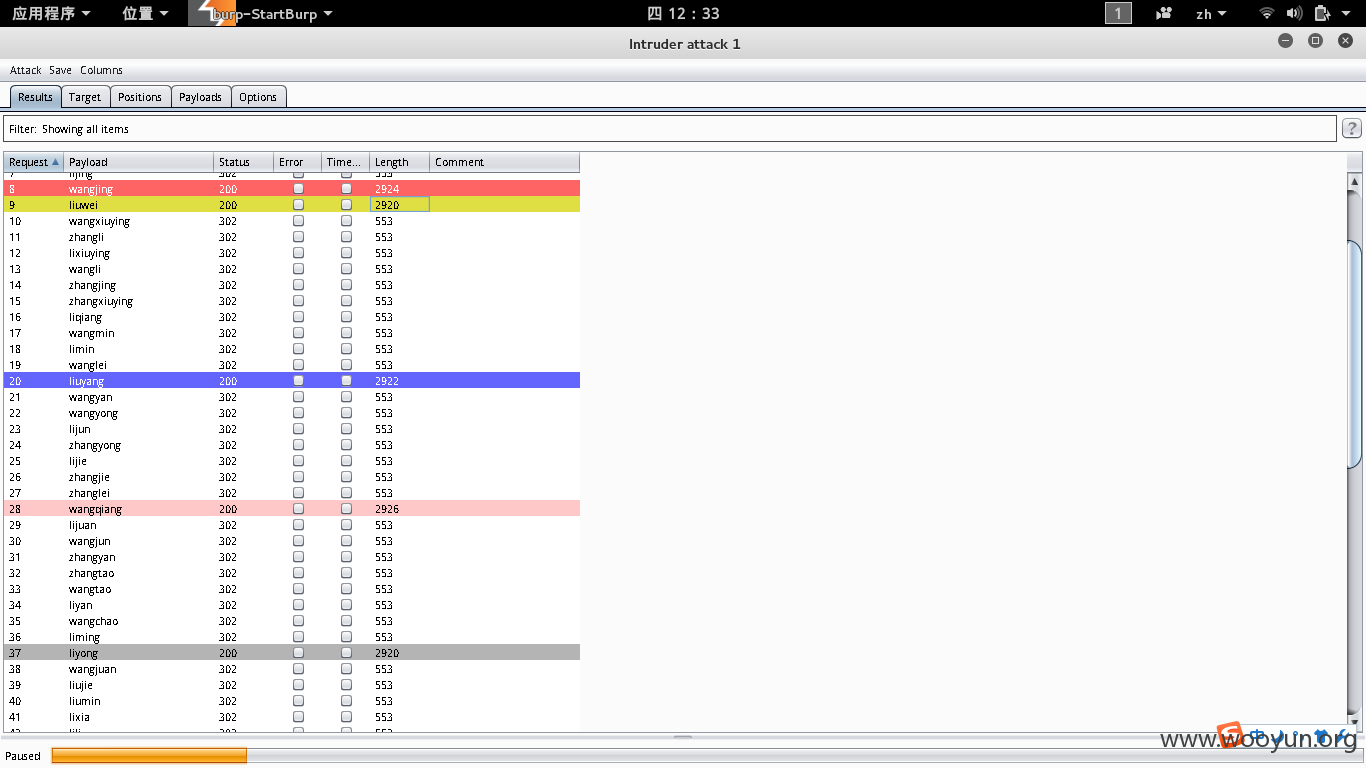 应用程序 位置 burp-StartBurp 四 12：33 1 zh
Intruder attack 1
Attack Save Columns
Results Target Positions Payloads Options
Filter: Showing all items ?
Request Payload Status Error Time... Length Comment
7 lijing 302 553
8 wangjing 200 2924
9 liuwei 200 2920
10 wangxiuying 302 553
11 zhangli 302 553
12 lixiuying 302 553
13 wangli 302 553
14 zhangjing 302 553
15 zhangxiuying 302 553
16 liqiang 302 553
17 wangmin 302 553
18 limin 302 553
19 wanglei 302 553
20 liuyang 200 2922
21 wangyan 302 553
22 wangyong 302 553
23 lijun 302 553
24 zhangyong 302 553
25 lijie 302 553
26 zhangjie 302 553
27 zhanglei 302 553
28 wangqiang 200 2926
29 lijuan 302 553
30 wangjun 302 553
31 zhangyan 302 553
32 zhangtao 302 553
33 wangtao 302 553
34 liyan 302 553
35 wangchao 302 553
36 liming 302 553
37 liyong 200 2920
38 wangjuan 302 553
39 liujie 302 553
40 liumin 302 553
41 lixia 302 553
Paused
www.wooyun.org